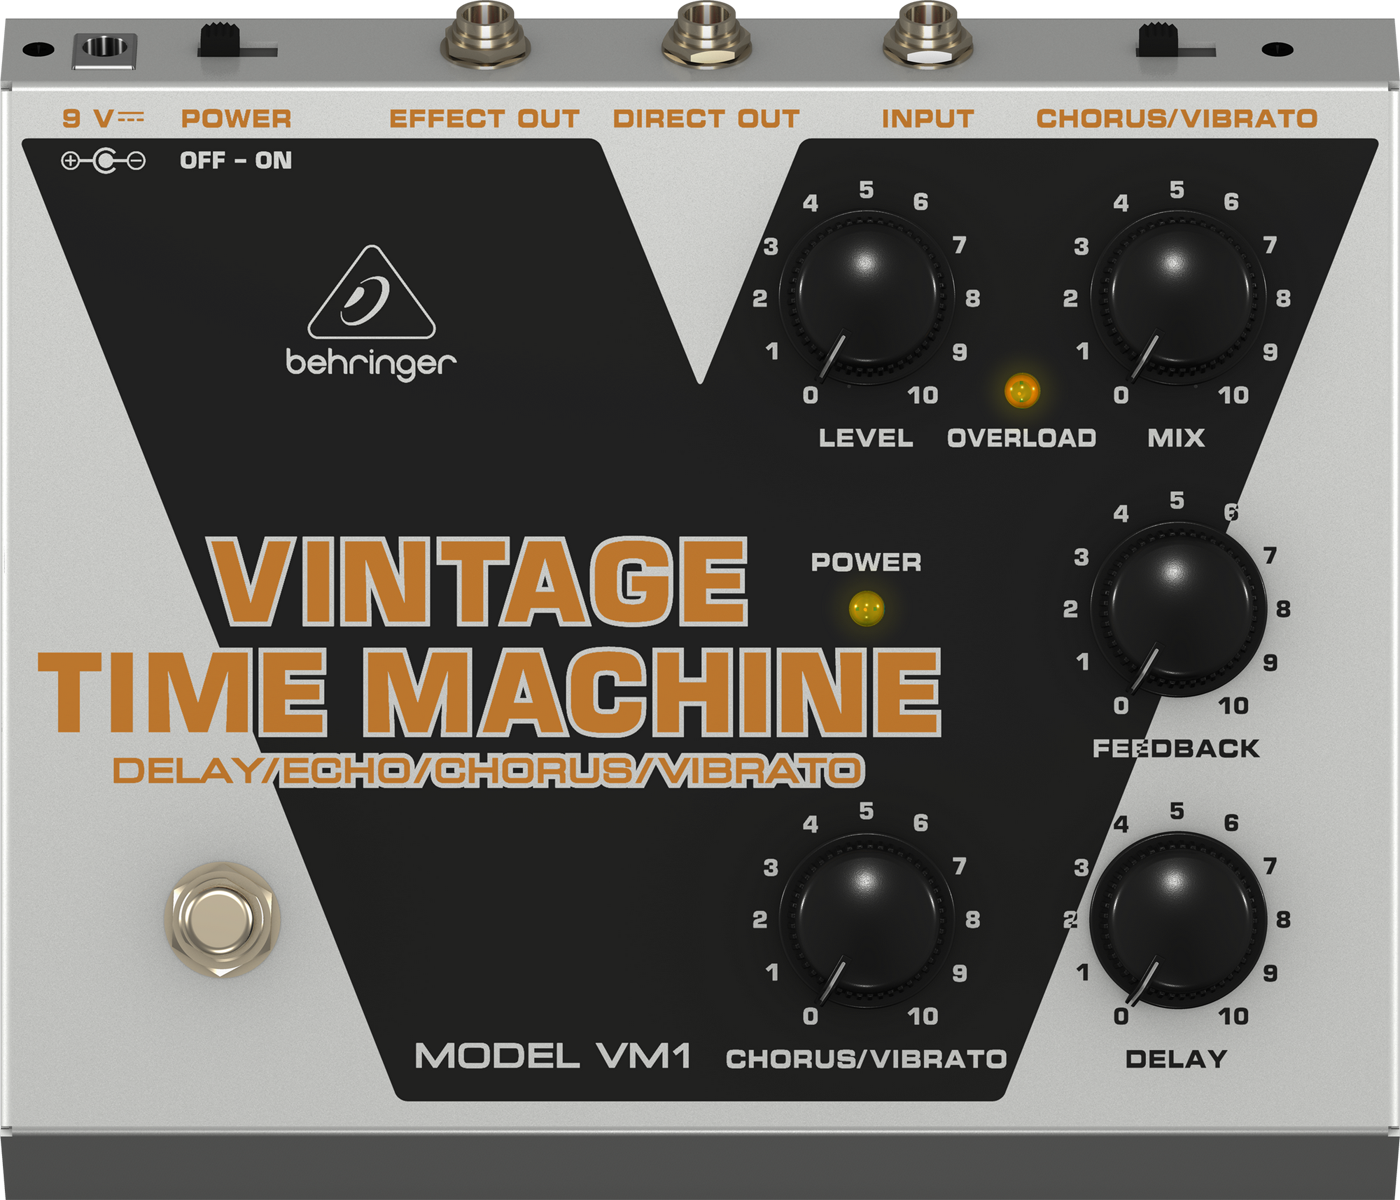 9 V POWER EFFECT OUT DIRECT OUT INPUT CHORUS/VIBRATO
OFF - ON
behringer
4 5 6
3 7
2 8
1 9
0 10
LEVEL
OVERLOAD
4 5 6
3 7
2 8
1 9
0 10
MIX
VINTAGE
TIME MACHINE
DELAY/ECHO/CHORUS/VIBRATO
POWER
4 5 6
3 7
2 8
1 9
0 10
FEEDBACK
4 5 6
3 7
2 8
1 9
0 10
CHORUS/VIBRATO
4 5 6
3 7
2 8
1 9
0 10
DELAY
MODEL VM1